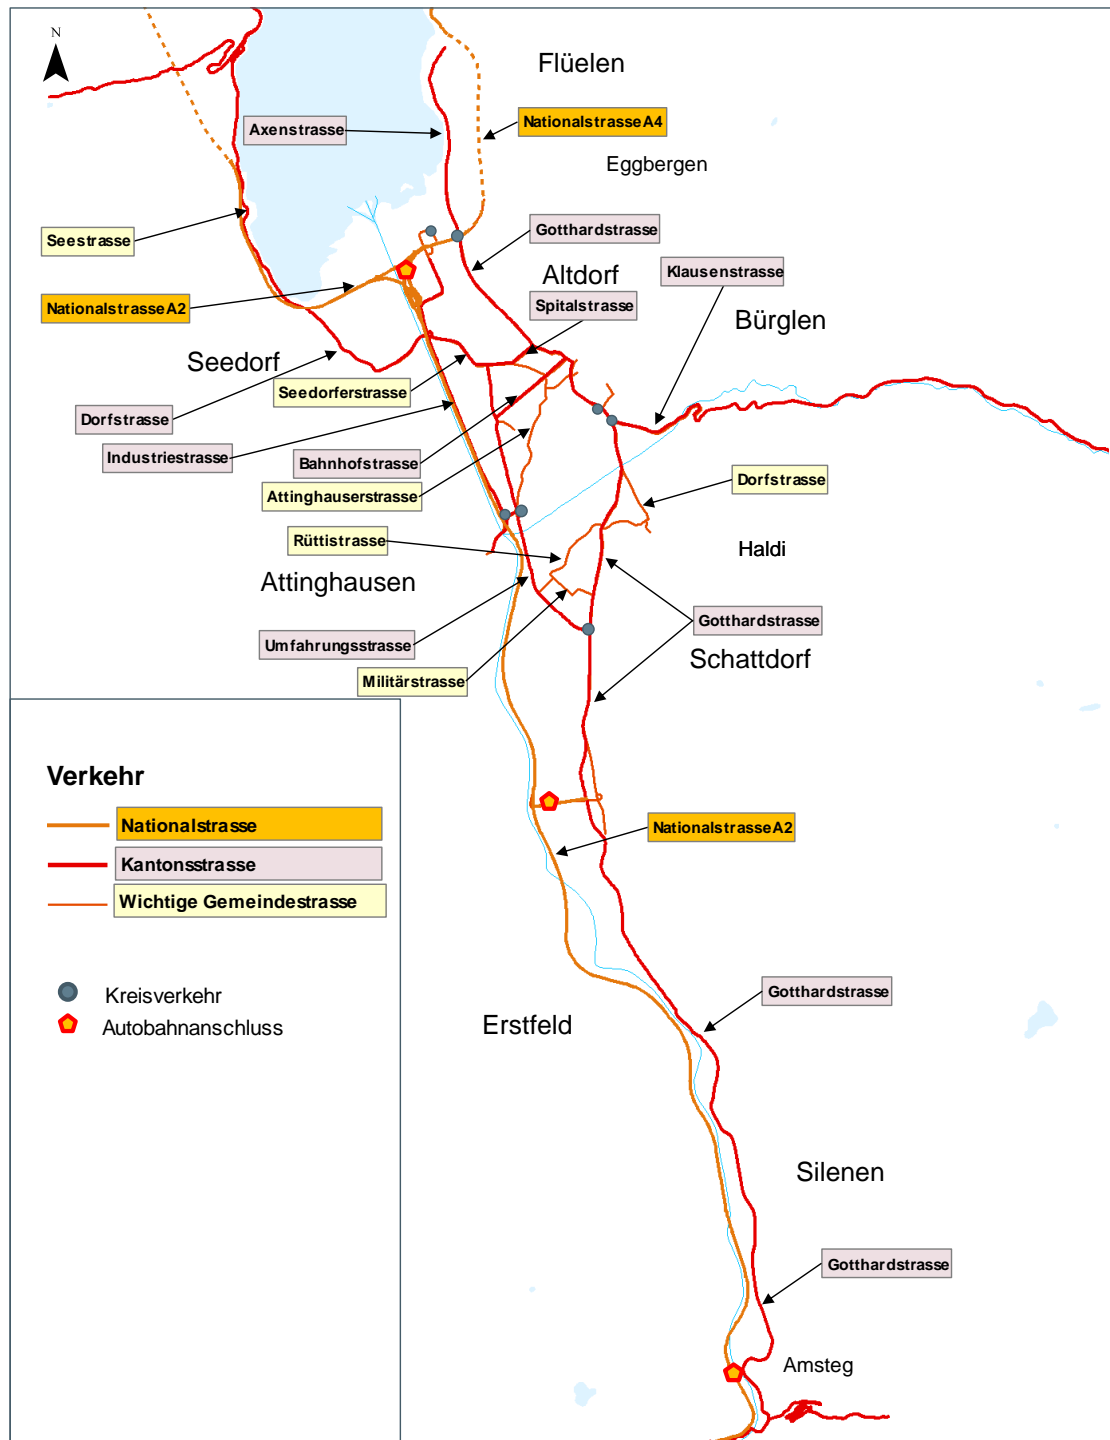 N
Flüelen
Nationalstrasse A4
Axenstrasse
Eggbergen
Seestrasse
Gotthardstrasse
Altdorf
Klausenstrasse
Nationalstrasse A2
Spitalstrasse
Bürglen
Seedorf
Seedorferstrasse
Dorfstrasse
Industriestrasse
Bahnhofstrasse
Attinghauserstrasse
Dorfstrasse
Rüttistrasse
Haldi
Attinghausen
Umfahrungsstrasse
Gotthardstrasse
Schattdorf
Militärstrasse
Verkehr
Nationalstrasse
Nationalstrasse A2
Kantonsstrasse
Wichtige Gemeindestrasse
Kreisverkehr
Gotthardstrasse
Autobahnanschluss
Erstfeld
Silenen
Gotthardstrasse
Amsteg